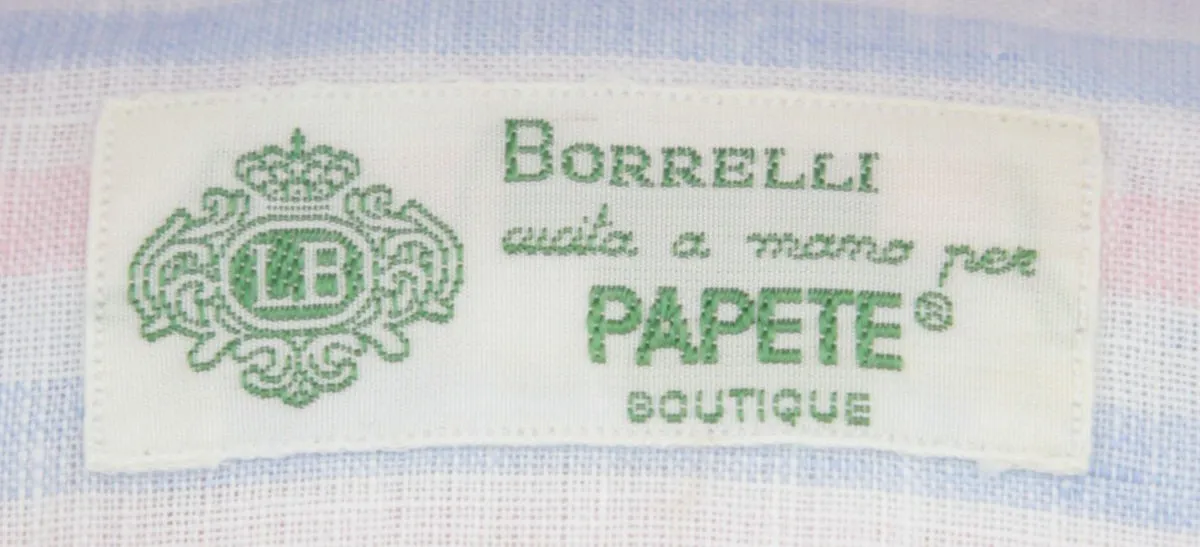 LB
BORRELLI
cucita a mano per
PAPETE®
BOUTIQUE